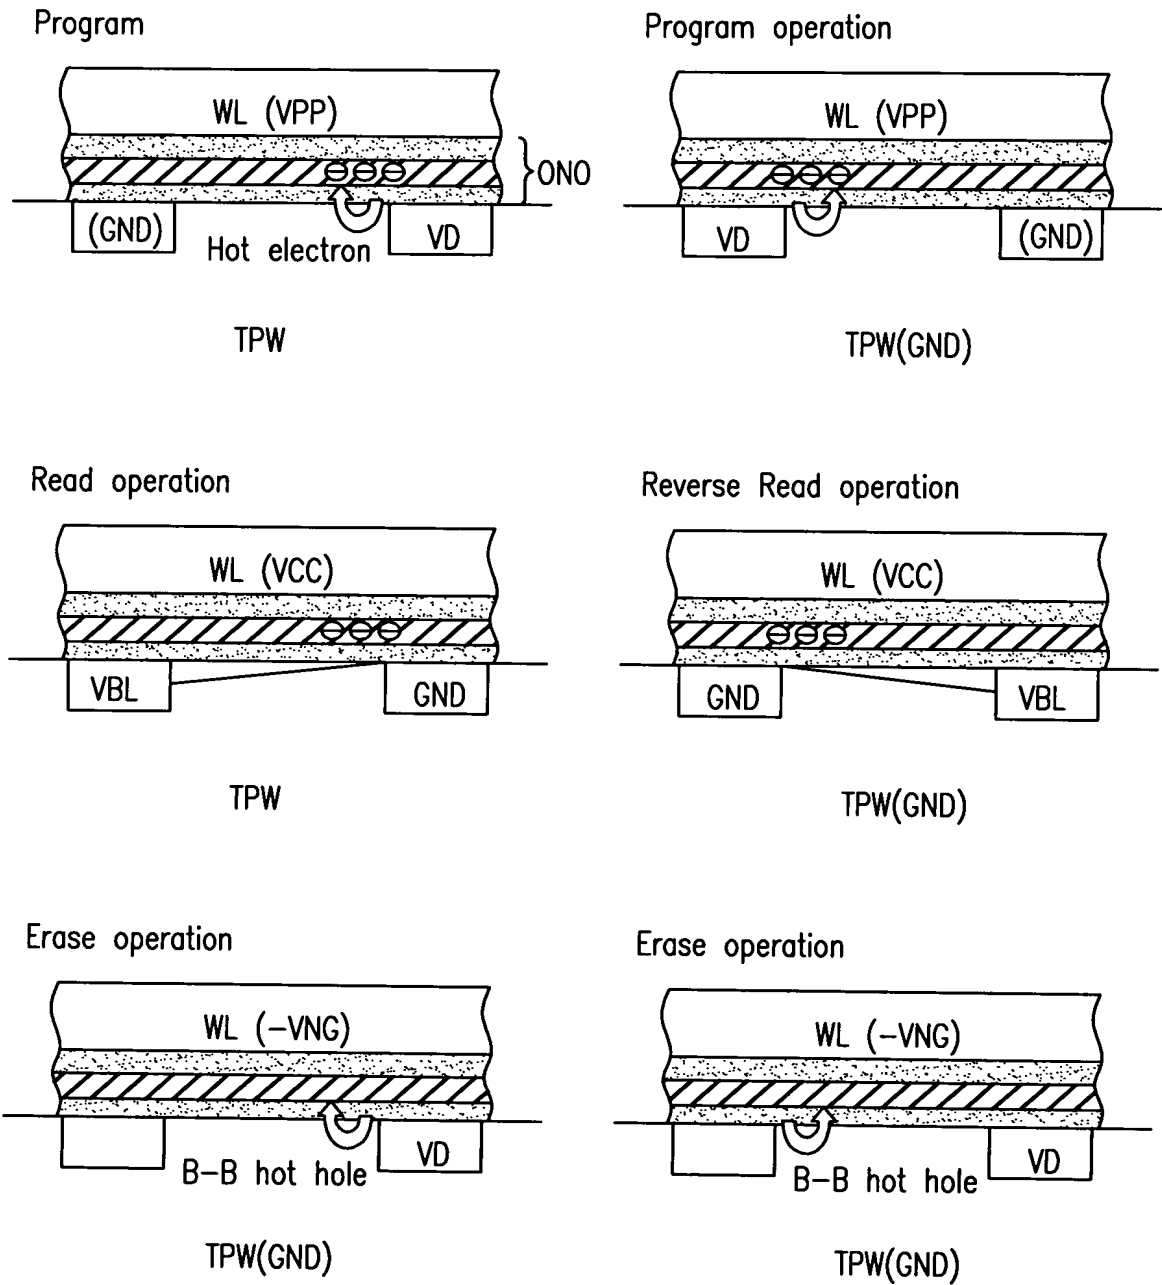 Program
WL (VPP)
ONO
(GND)
Hot electron
VD
TPW
Program operation
WL (VPP)
VD
(GND)
TPW(GND)
Read operation
WL (VCC)
VBL
GND
TPW
Reverse Read operation
WL (VCC)
GND
VBL
TPW(GND)
Erase operation
WL (-VNG)
B-B hot hole
VD
TPW(GND)
Erase operation
WL (-VNG)
B-B hot hole
VD
TPW(GND)